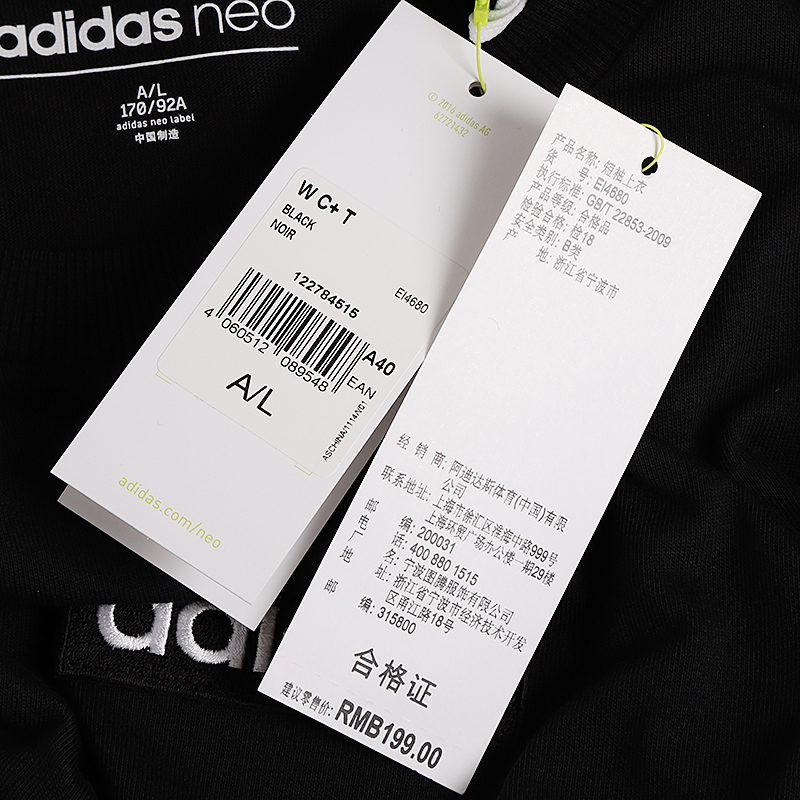 adidas neo
A/L
170/92A
adidas neo label
中国制造
© 2016 adidas AG
62721432
W C+ T
BLACK
NOIR
122784515
EI4680
4 060512 089548
A40
EAN
A/L
ASCHINA/1114/NG1
adidas.com/neo
产品名称: 短袖上衣
货 号: EI4680
执行标准: GB/T 22853-2009
产品等级: 合格品
检验合格: 检18
安全类别: B类
产 地: 浙江省宁波市
经 销 商: 阿迪达斯体育(中国)有限
公司
联系地址: 上海市徐汇区淮海中路999号
上海环贸广场办公楼一期29楼
邮 编: 200031
电 话: 400 880 1515
厂 名: 宁波图腾服饰有限公司
地 址: 浙江省宁波市经济技术开发
区甬江路18号
邮 编: 315800
合格证
建议零售价: RMB199.00
adi